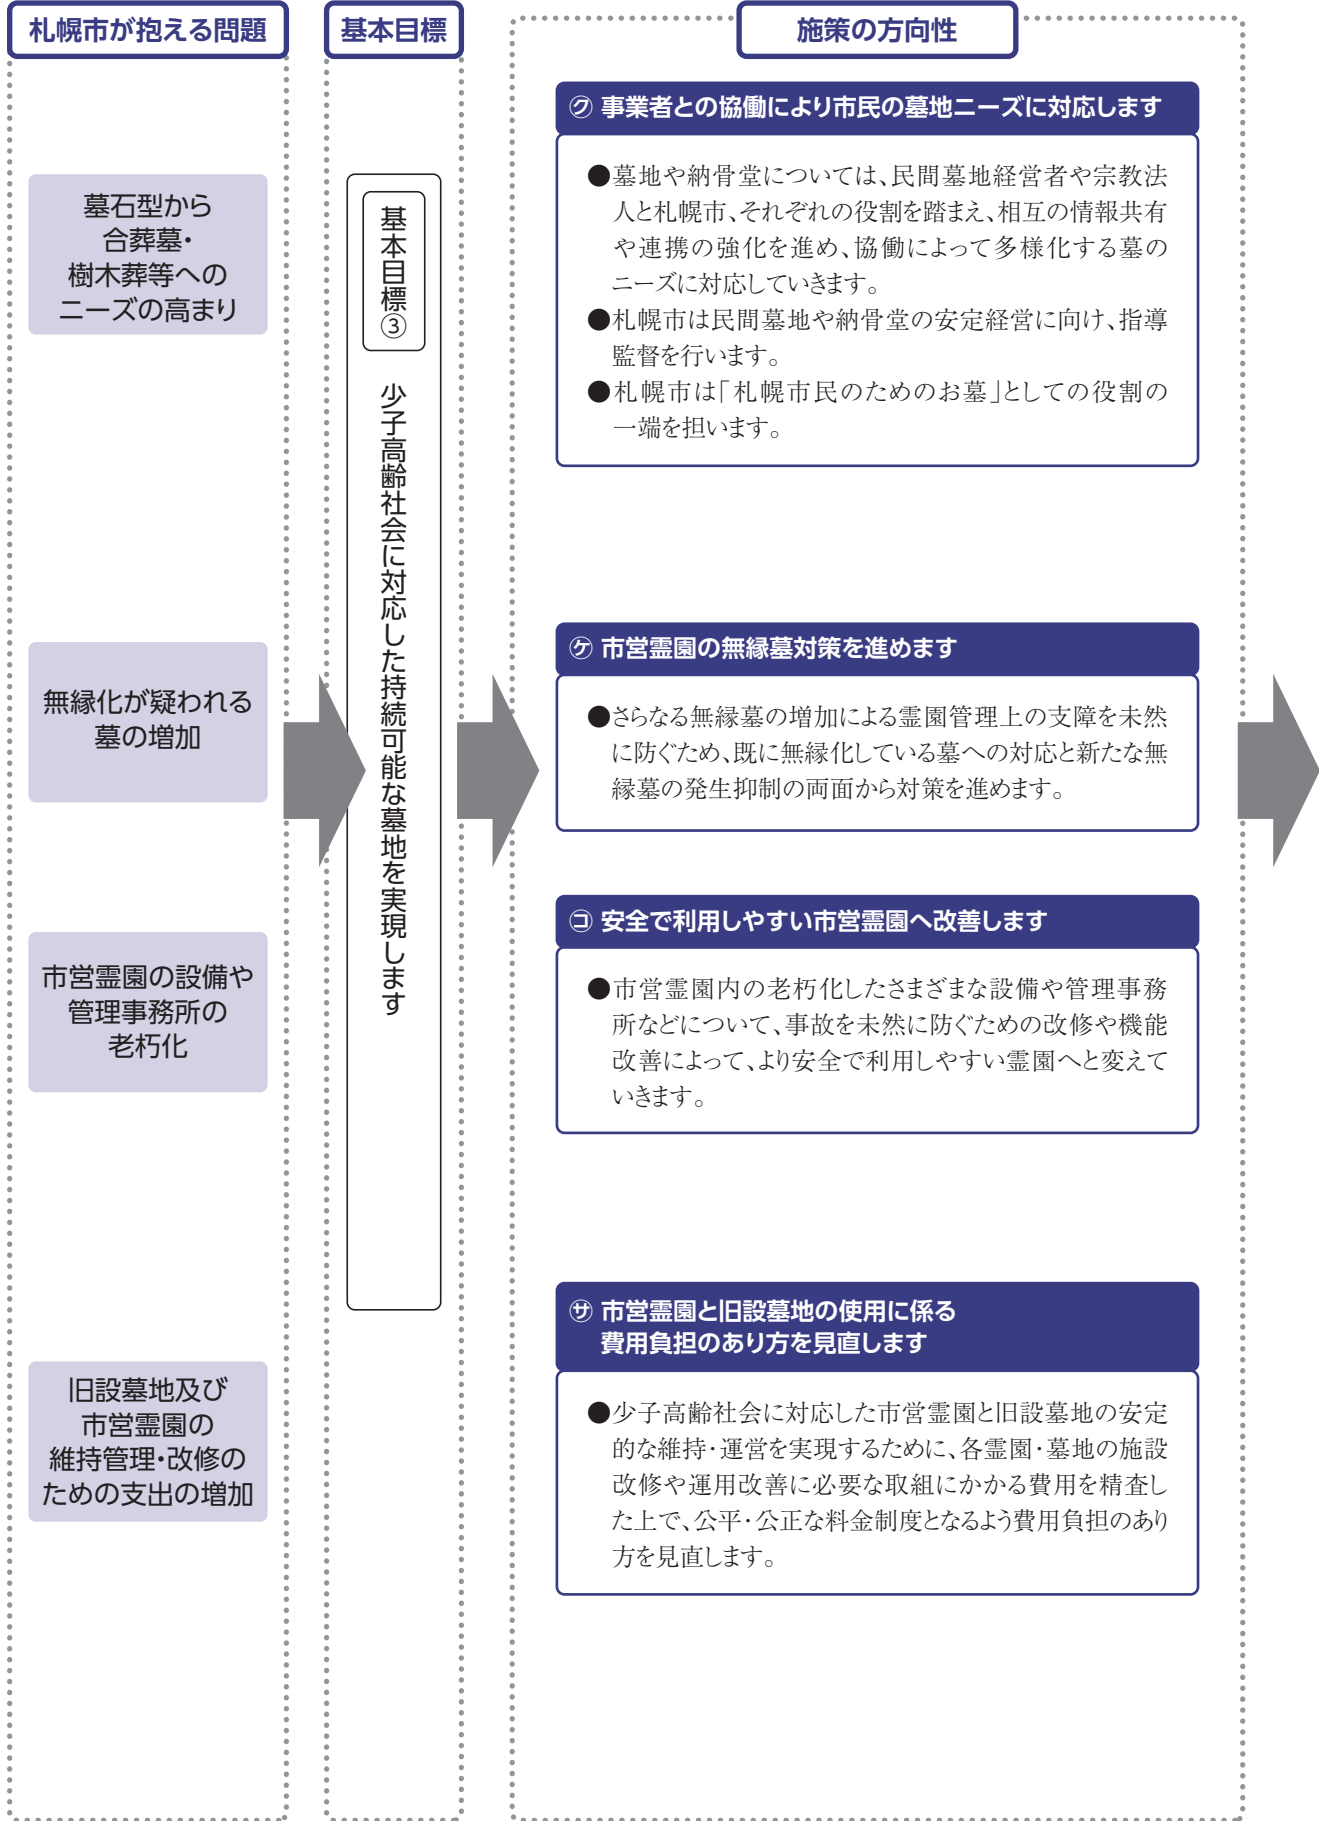 札幌市が抱える問題
基本目標
施策の方向性
墓石型から
合葬墓・
樹木葬等への
ニーズの高まり
無縁化が疑われる
墓の増加
市営霊園の設備や
管理事務所の
老朽化
旧設墓地及び
市営霊園の
維持管理・改修の
ための支出の増加
基本目標③
少子高齢社会に対応した持続可能な墓地を実現します
㋗ 事業者との協働により市民の墓地ニーズに対応します
●墓地や納骨堂については、民間墓地経営者や宗教法
人と札幌市、それぞれの役割を踏まえ、相互の情報共有
や連携の強化を進め、協働によって多様化する墓の
ニーズに対応していきます。
●札幌市は民間墓地や納骨堂の安定経営に向け、指導
監督を行います。
●札幌市は「札幌市民のためのお墓」としての役割の
一端を担います。
㋘ 市営霊園の無縁墓対策を進めます
●さらなる無縁墓の増加による霊園管理上の支障を未然
に防ぐため、既に無縁化している墓への対応と新たな無
縁墓の発生抑制の両面から対策を進めます。
㋙ 安全で利用しやすい市営霊園へ改善します
●市営霊園内の老朽化したさまざまな設備や管理事務
所などについて、事故を未然に防ぐための改修や機能
改善によって、より安全で利用しやすい霊園へと変えて
いきます。
㋚ 市営霊園と旧設墓地の使用に係る
費用負担のあり方を見直します
●少子高齢社会に対応した市営霊園と旧設墓地の安定
的な維持・運営を実現するために、各霊園・墓地の施設
改修や運用改善に必要な取組にかかる費用を精査し
た上で、公平・公正な料金制度となるよう費用負担のあり
方を見直します。